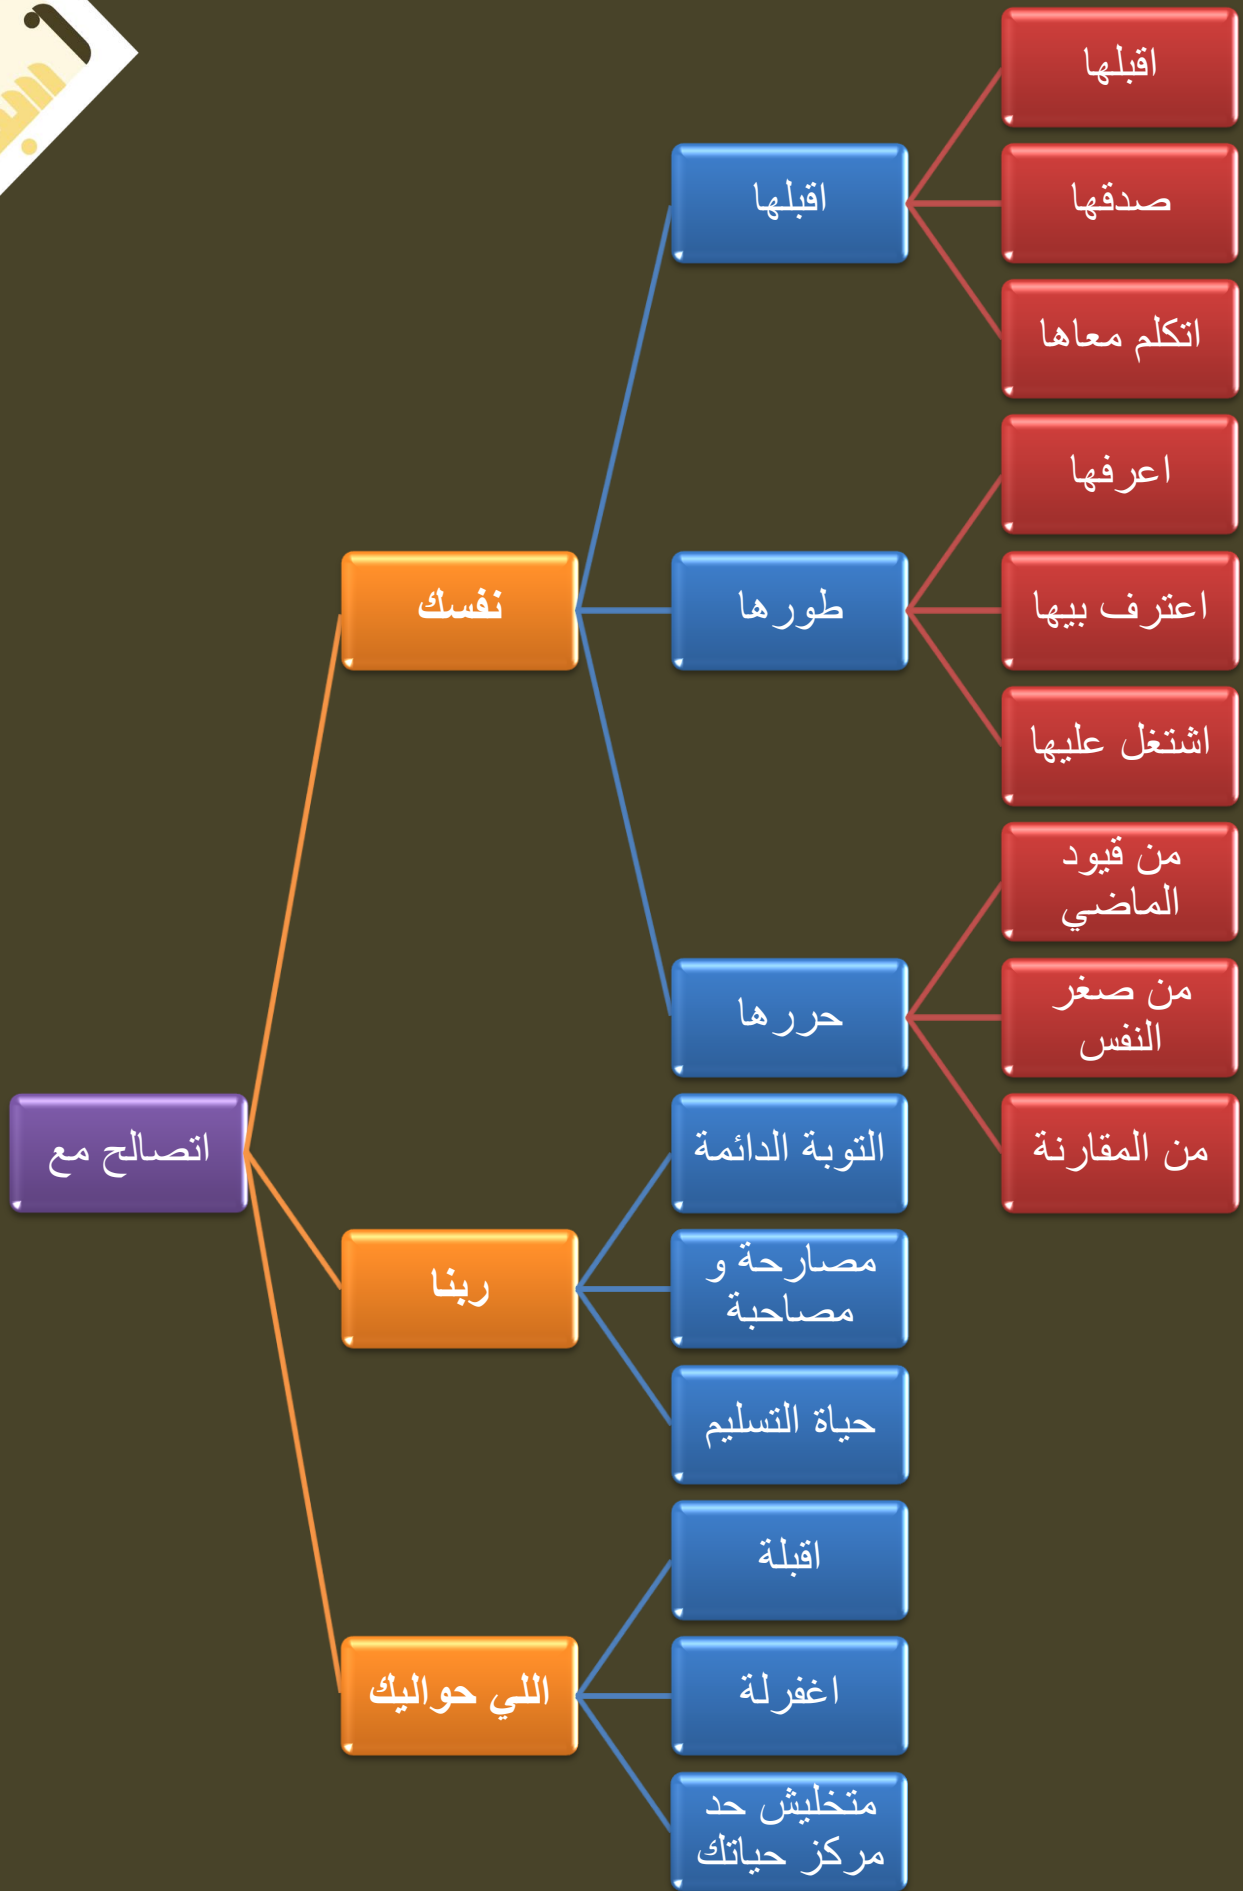 اتصالح مع
نفسك
اقبلها
اقبلها
صدقها
اتكلم معاها
طورها
اعرفها
اعترف بيها
اشتغل عليها
حررها
من قيود
الماضي
من صغر
النفس
من المقارنة
ربنا
التوبة الدائمة
مصارحة و
مصاحبة
حياة التسليم
اللي حواليك
اقبلة
اغفرلة
متخليش حد
مركز حياتك